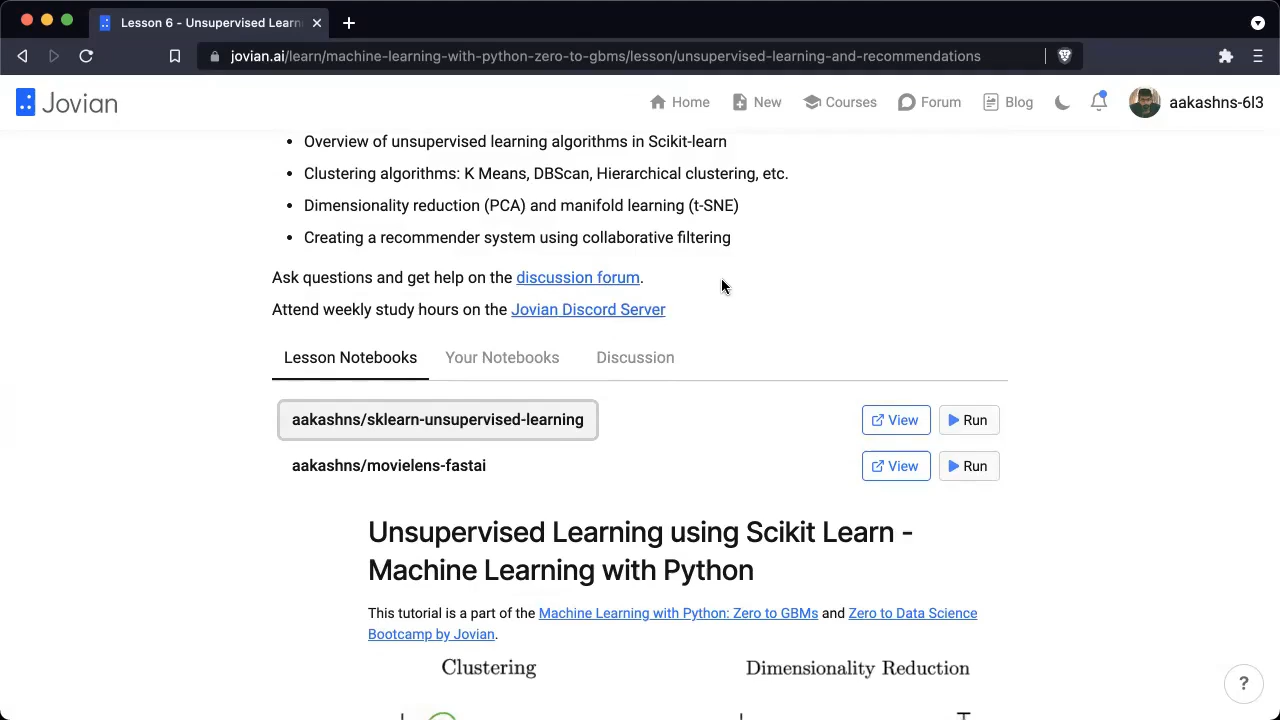 Lesson 6 - Unsupervised Learn
jovian.ai/learn/machine-learning-with-python-zero-to-gbms/lesson/unsupervised-learning-and-recommendations
Jovian Home New Courses Forum Blog aakashns-6l3
• Overview of unsupervised learning algorithms in Scikit-learn
• Clustering algorithms: K Means, DBScan, Hierarchical clustering, etc.
• Dimensionality reduction (PCA) and manifold learning (t-SNE)
• Creating a recommender system using collaborative filtering
Ask questions and get help on the discussion forum.
Attend weekly study hours on the Jovian Discord Server
Lesson Notebooks Your Notebooks Discussion
aakashns/sklearn-unsupervised-learning View Run
aakashns/movielens-fastai View Run
Unsupervised Learning using Scikit Learn -
Machine Learning with Python
This tutorial is a part of the Machine Learning with Python: Zero to GBMs and Zero to Data Science
Bootcamp by Jovian.
Clustering Dimensionality Reduction
?